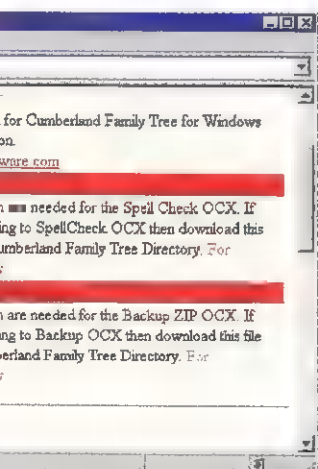 for Cumberland Family Tree for Windows
on.
ware.com
needed for the Spell Check OCX. If
ng to SpellCheck OCX then download this
umberland Family Tree Directory. For
are needed for the Backup ZIP OCX. If
ng to Backup OCX then download this file
berland Family Tree Directory. For